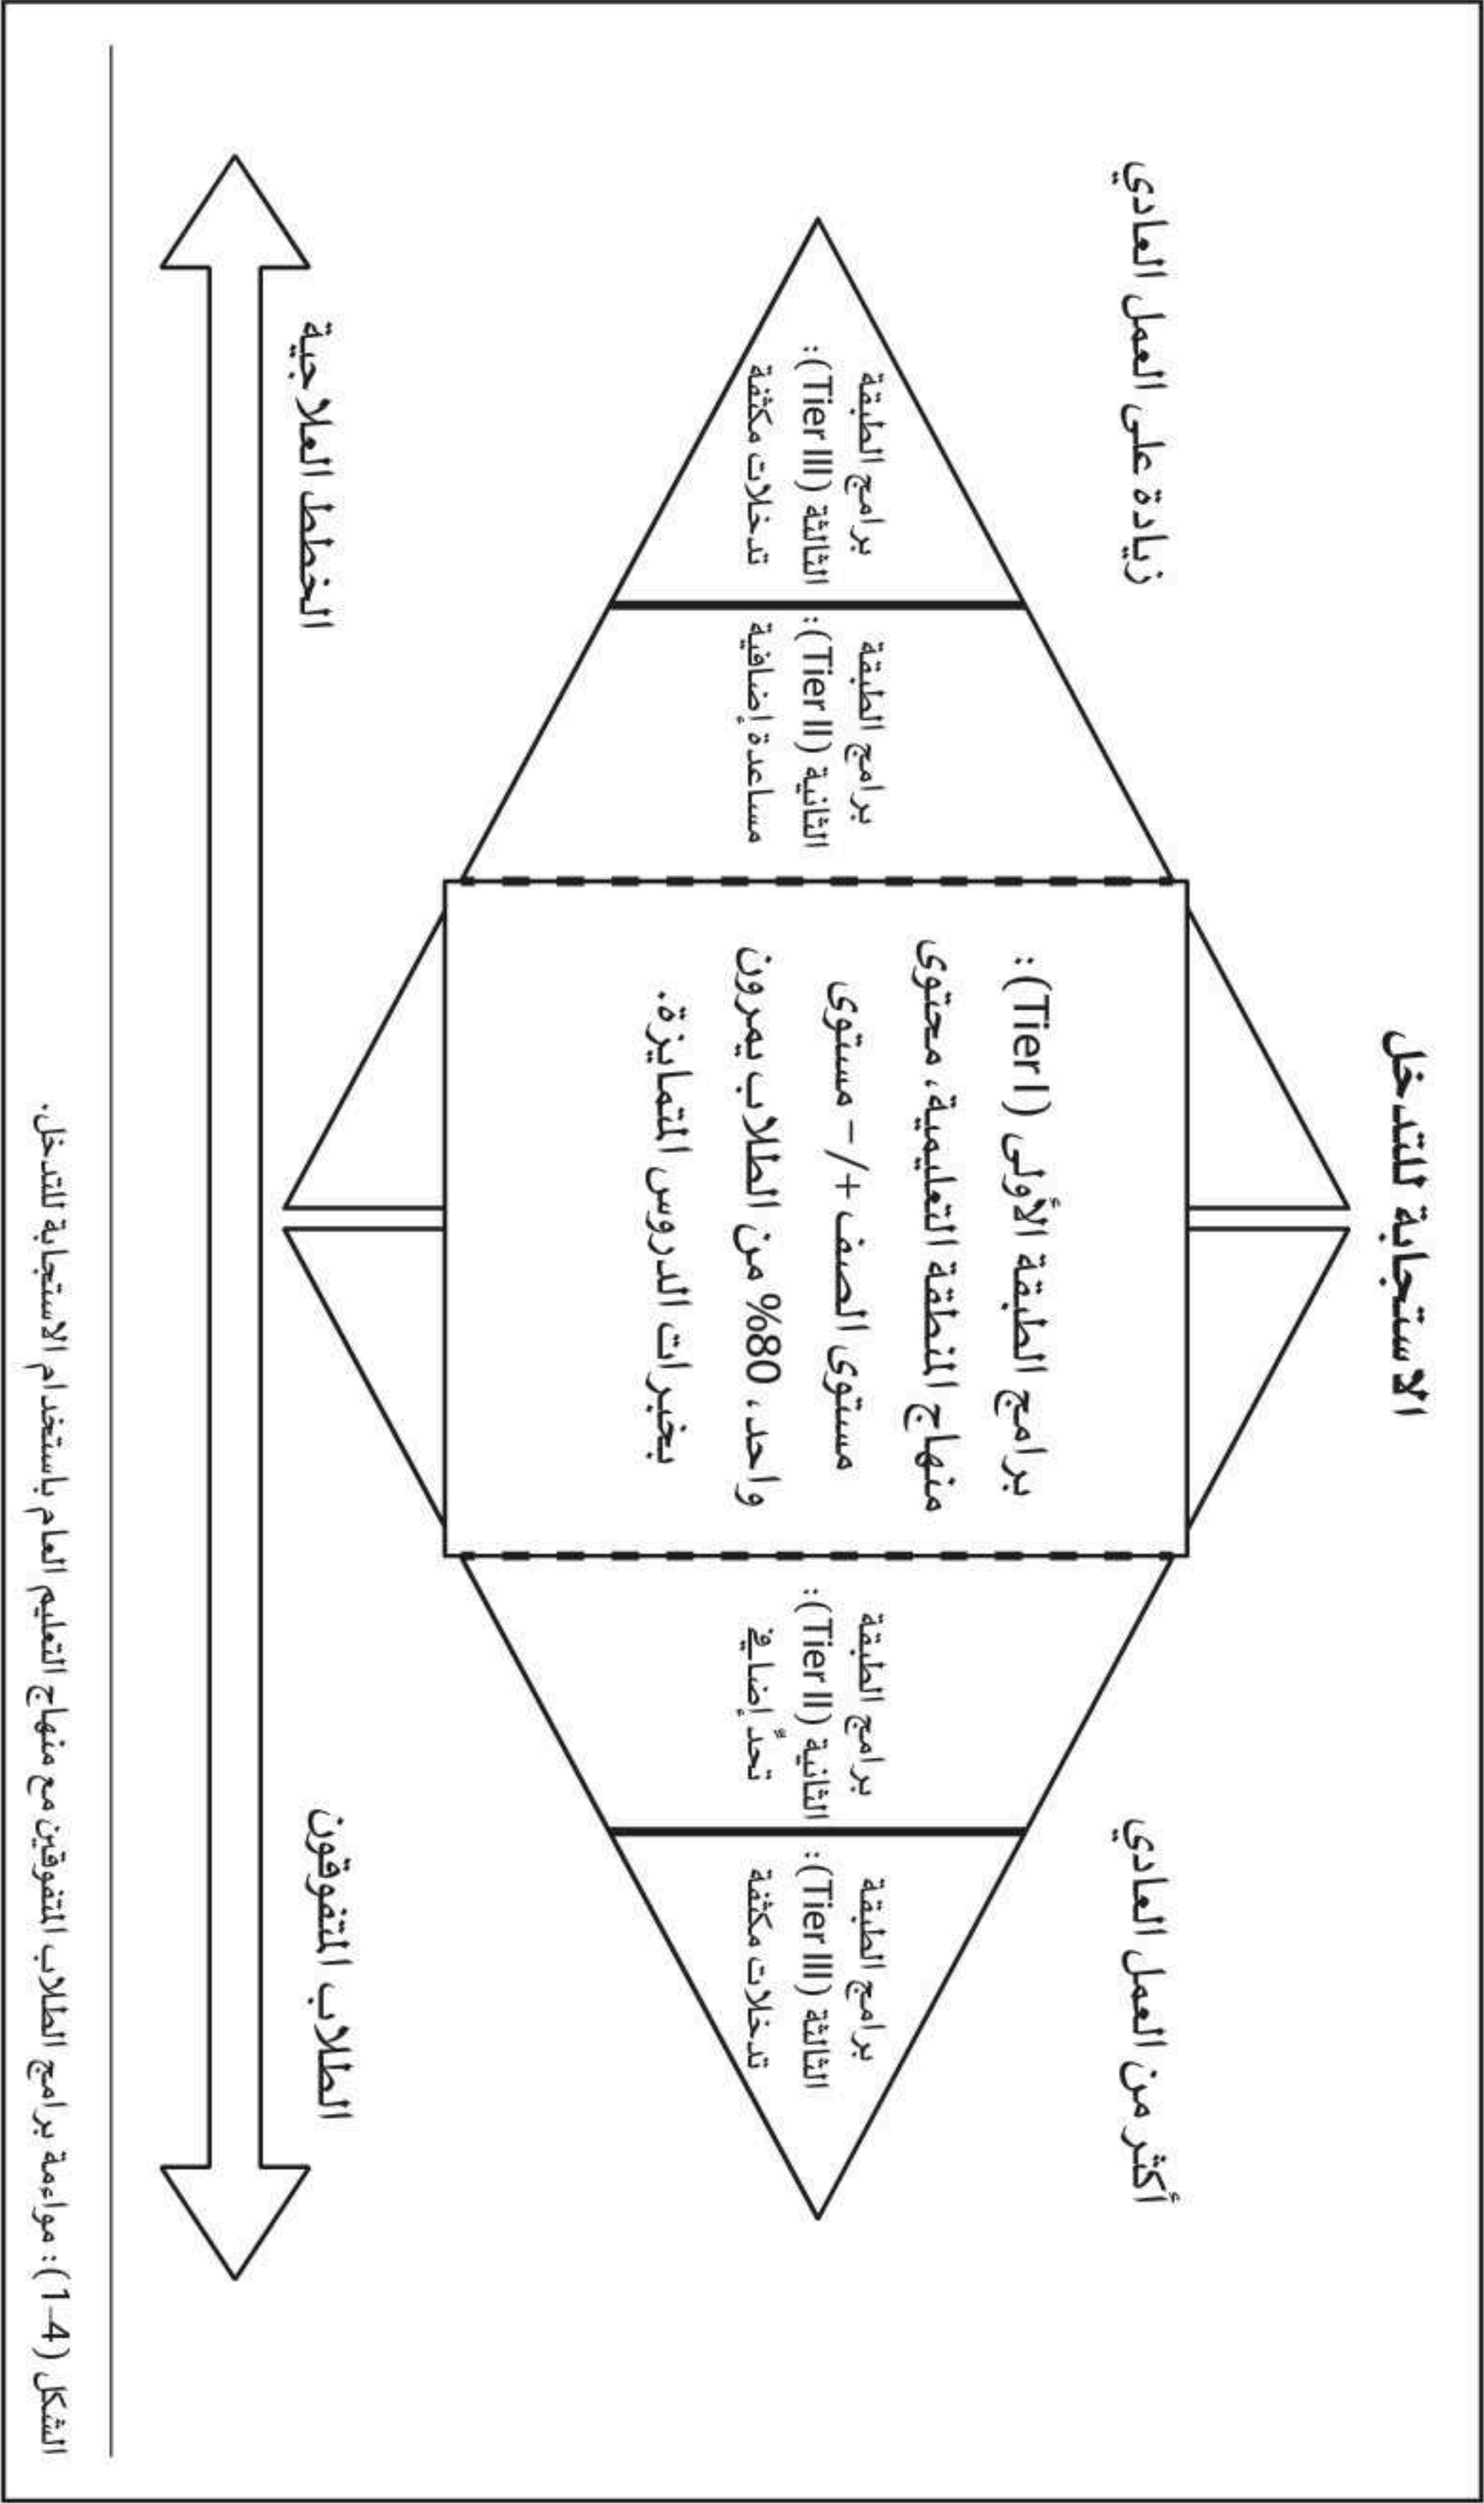 الاستجابة للتدخل
أكثر من العمل العادي
زيادة على العمل العادي
برامج الطبقة
الثالثة (Tier III):
تدخلات مكثفة
برامج الطبقة
الثانية (Tier II):
تحدٍّ إضافي
برامج الطبقة الأولى (Tier I):
منهاج المنطقة التعليمية، محتوى
مستوى الصف +/– مستوى
واحد، 80% من الطلاب يمرون
بخبرات الدروس المتمايزة.
برامج الطبقة
الثانية (Tier II):
مساعدة إضافية
برامج الطبقة
الثالثة (Tier III):
تدخلات مكثفة
الطلاب المتفوقون
الخطط العلاجية
الشكل (4–1): مواءمة برامج الطلاب المتفوقين مع منهاج التعليم العام باستخدام الاستجابة للتدخل.